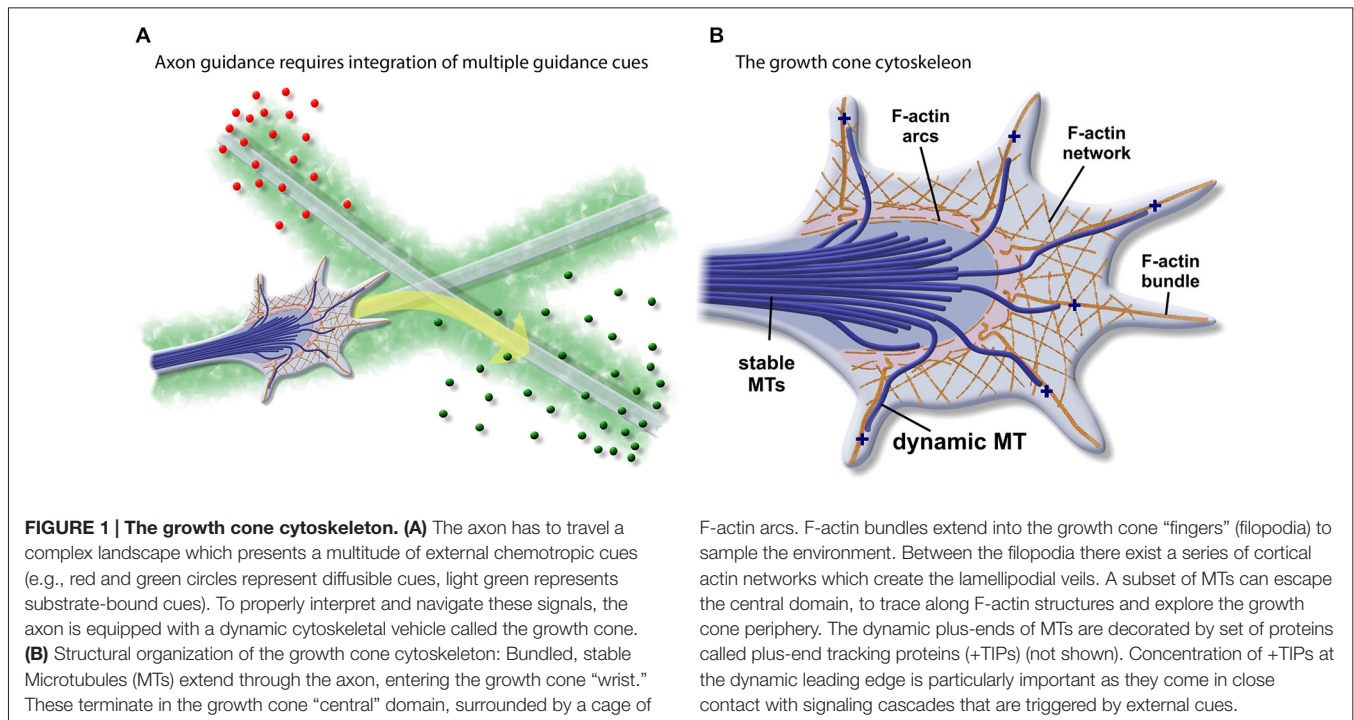 A
Axon guidance requires integration of multiple guidance cues
B
The growth cone cytoskeleon
F-actin
arcs
F-actin
network
F-actin
bundle
stable
MTs
dynamic MT
+
+
+
+
+
+
FIGURE 1 | The growth cone cytoskeleton. (A) The axon has to travel a
complex landscape which presents a multitude of external chemotropic cues
(e.g., red and green circles represent diffusible cues, light green represents
substrate-bound cues). To properly interpret and navigate these signals, the
axon is equipped with a dynamic cytoskeletal vehicle called the growth cone.
(B) Structural organization of the growth cone cytoskeleton: Bundled, stable
Microtubules (MTs) extend through the axon, entering the growth cone “wrist.”
These terminate in the growth cone “central” domain, surrounded by a cage of
F-actin arcs. F-actin bundles extend into the growth cone “fingers” (filopodia) to
sample the environment. Between the filopodia there exist a series of cortical
actin networks which create the lamellipodial veils. A subset of MTs can escape
the central domain, to trace along F-actin structures and explore the growth
cone periphery. The dynamic plus-ends of MTs are decorated by set of proteins
called plus-end tracking proteins (+TIPs) (not shown). Concentration of +TIPs at
the dynamic leading edge is particularly important as they come in close
contact with signaling cascades that are triggered by external cues.